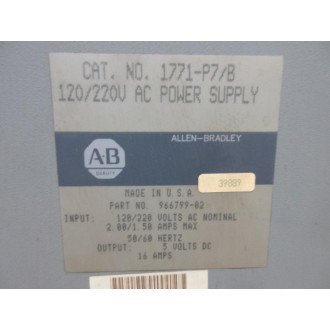 CAT. NO. 1771-P7/B
120/220V AC POWER SUPPLY
ALLEN-BRADLEY
A-B
QUALITY
MADE IN U.S.A.
PART NO. 966799-02
INPUT: 120/220 VOLTS AC NOMINAL
2.00/1.50 AMPS MAX
50/60 HERTZ
OUTPUT: 5 VOLTS DC
16 AMPS